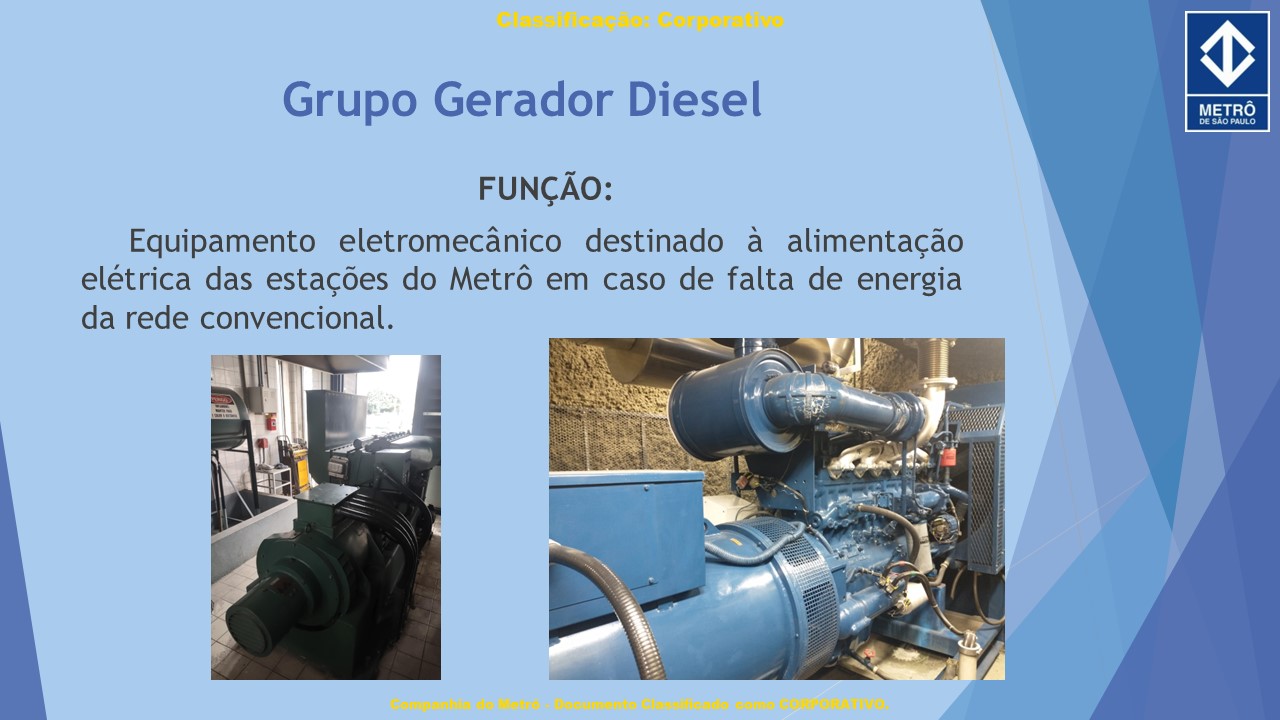 Classificação: Corporativo
METRÔ
DE SÃO PAULO
Grupo Gerador Diesel
FUNÇÃO:
Equipamento eletromecânico destinado à alimentação
elétrica das estações do Metrô em caso de falta de energia
da rede convencional.
Companhia do Metrô - Documento Classificado como CORPORATIVO.